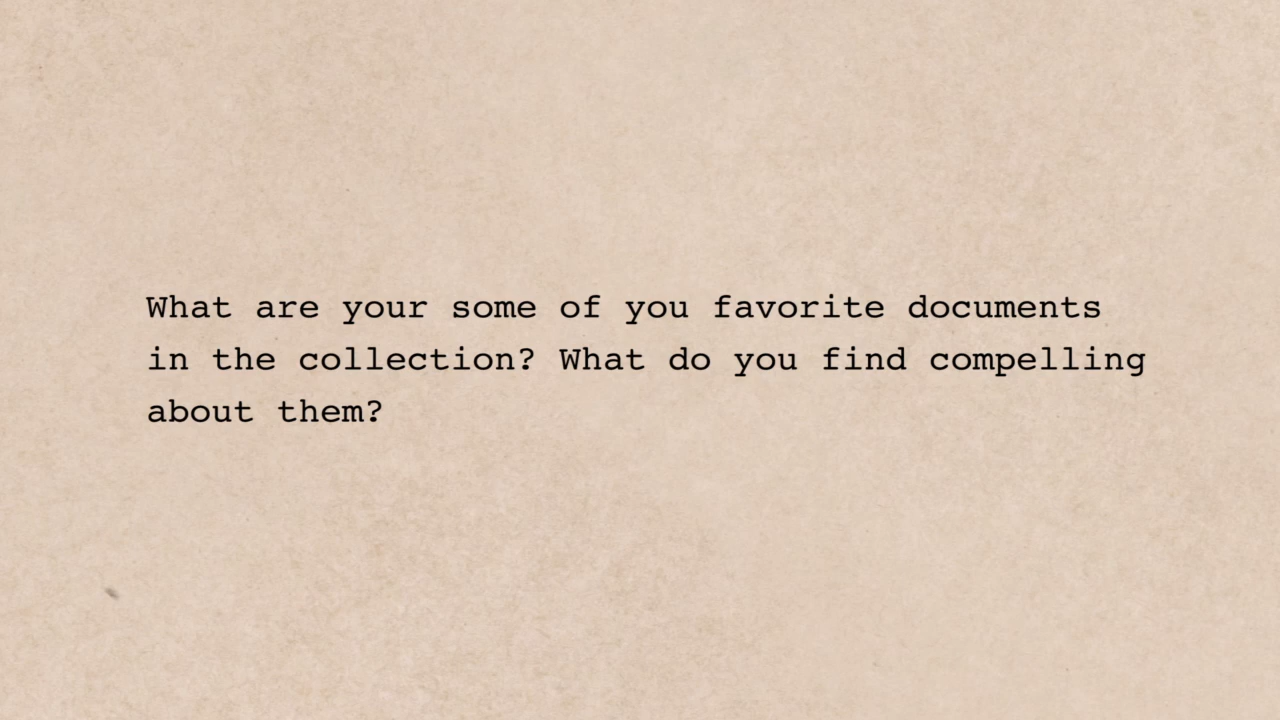 What are your some of you favorite documents
in the collection? What do you find compelling
about them?